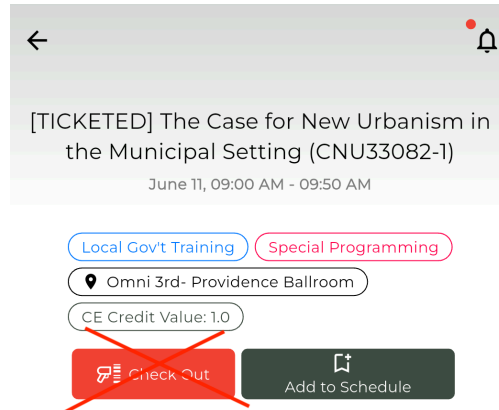 [TICKETED] The Case for New Urbanism in
the Municipal Setting (CNU33082-1)
June 11, 09:00 AM - 09:50 AM
Local Gov't Training
Special Programming
Omni 3rd- Providence Ballroom
CE Credit Value: 1.0
Check Out
Add to Schedule